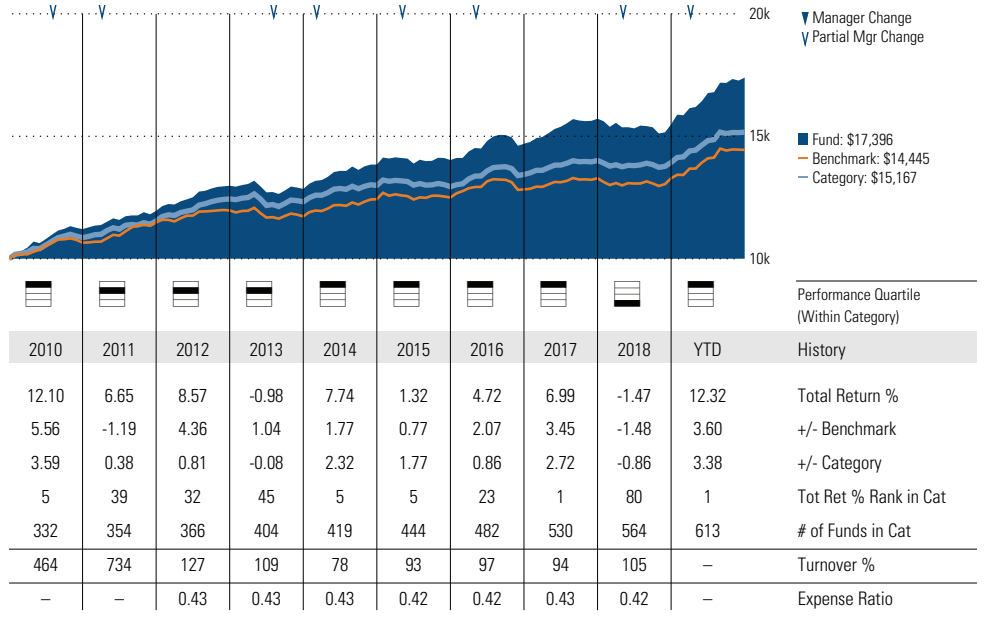 20k
▼ Manager Change
Partial Mgr Change
15k
Fund: $17,396
Benchmark: $14,445
Category: $15,167
10k
Performance Quartile
(Within Category)
2010 2011 2012 2013 2014 2015 2016 2017 2018 YTD History
12.10 6.65 8.57 -0.98 7.74 1.32 4.72 6.99 -1.47 12.32 Total Return %
5.56 -1.19 4.36 1.04 1.77 0.77 2.07 3.45 -1.48 3.60 +/- Benchmark
3.59 0.38 0.81 -0.08 2.32 1.77 0.86 2.72 -0.86 3.38 +/- Category
5 39 32 45 5 5 23 1 80 1 Tot Ret % Rank in Cat
332 354 366 404 419 444 482 530 564 613 # of Funds in Cat
464 734 127 109 78 93 97 94 105 – Turnover %
– – 0.43 0.43 0.43 0.42 0.42 0.43 0.42 – Expense Ratio